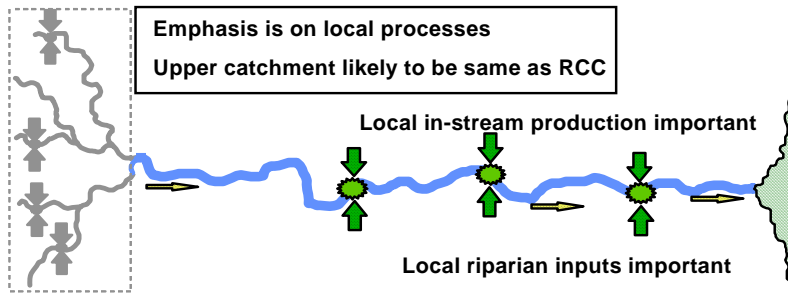 Emphasis is on local processes
Upper catchment likely to be same as RCC
Local in-stream production important
Local riparian inputs important